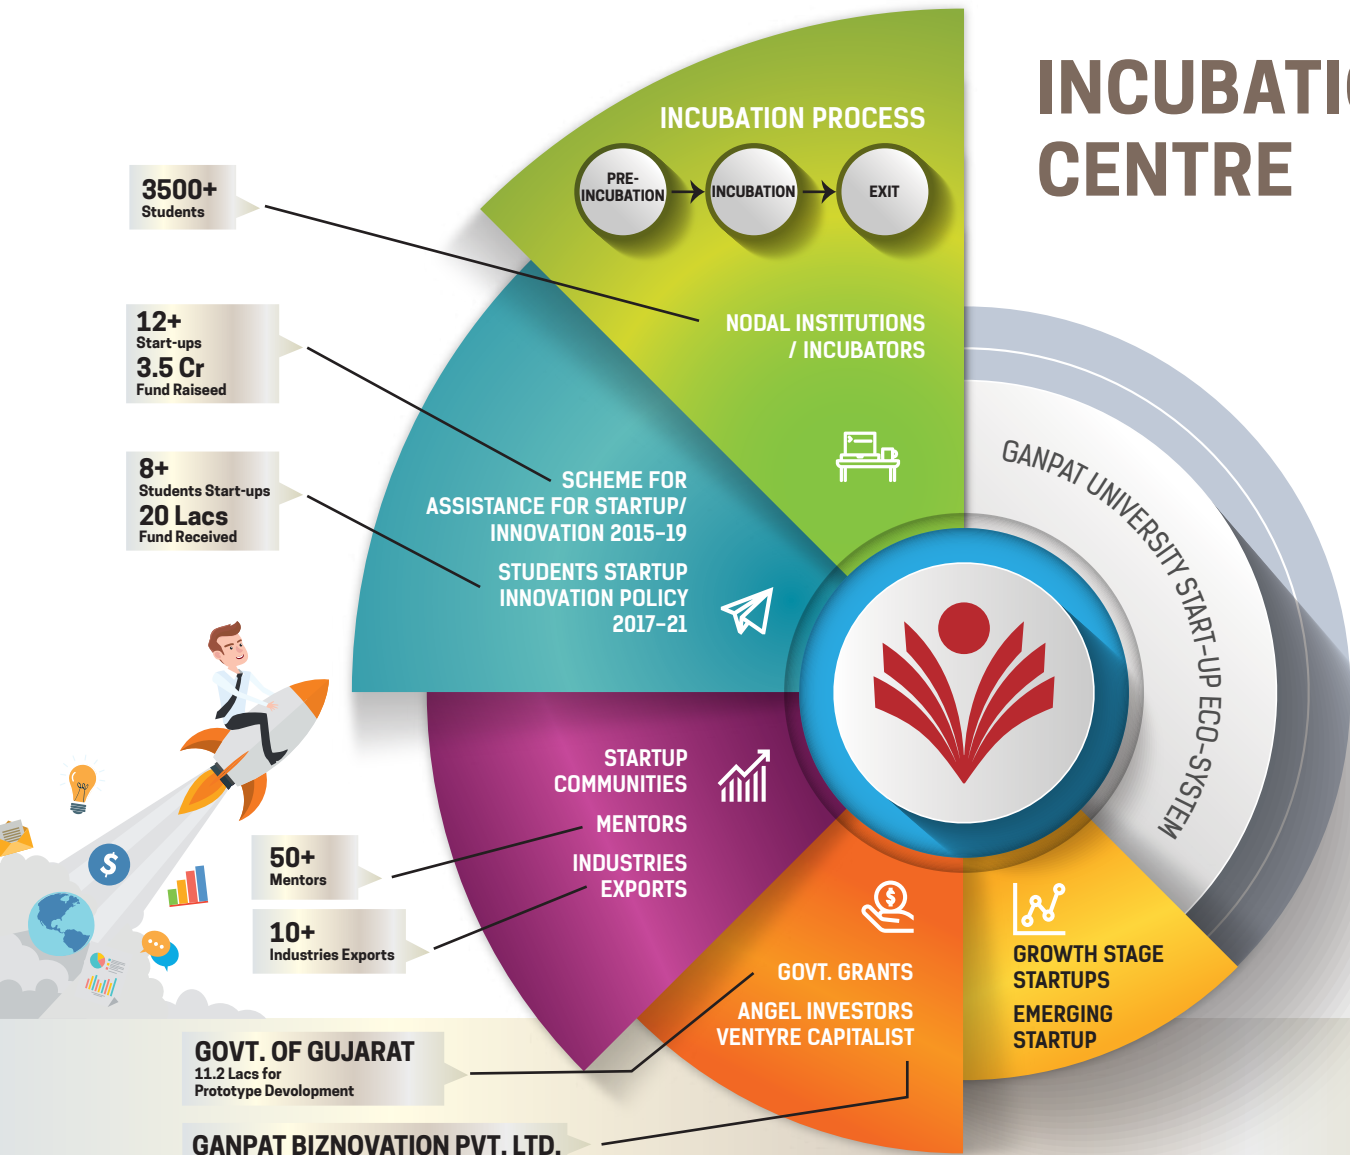 INCUBATIO
CENTRE
INCUBATION PROCESS
PRE-
INCUBATION
INCUBATION
EXIT
3500+
Students
NODAL INSTITUTIONS
/ INCUBATORS
12+
Start-ups
3.5 Cr
Fund Raiseed
8+
Students Start-ups
20 Lacs
Fund Received
SCHEME FOR
ASSISTANCE FOR STARTUP/
INNOVATION 2015–19
STUDENTS STARTUP
INNOVATION POLICY
2017–21
GANPAT UNIVERSITY START-UP ECO-SYSTEM
STARTUP
COMMUNITIES
MENTORS
INDUSTRIES
EXPORTS
50+
Mentors
10+
Industries Exports
GOVT. GRANTS
ANGEL INVESTORS
VENTYRE CAPITALIST
GROWTH STAGE
STARTUPS
EMERGING
STARTUP
GOVT. OF GUJARAT
11.2 Lacs for
Prototype Devlopment
GANPAT BIZNOVATION PVT. LTD.